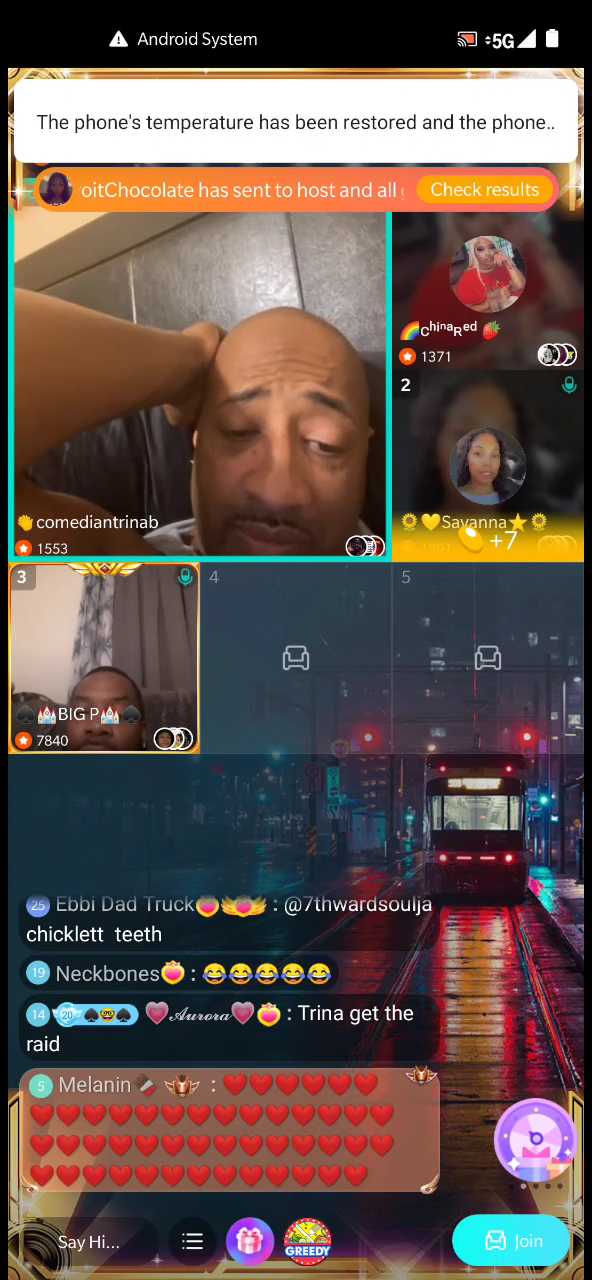 Android System
5G
The phone's temperature has been restored and the phone..
oitChocolate has sent to host and all
Check results
🌈chinaRed 🍓
1371
2
👋comediantrinab
1553
🌻💛Savanna⭐🌻
+7
3
4
5
♠️🏰BIG P🏰♠️
7840
25 Ebbi Dad Truck : @7thwardsoulja
chicklett teeth
19 Neckbones🍑 : 😂😂😂😂😂
14 20 ♠️🤓♠️ 💗𝒜𝓊𝓇𝑜𝓇𝒶💗🍑 : Trina get the
raid
5 Melanin🍫 : ❤️❤️❤️❤️❤️❤️
❤️❤️❤️❤️❤️❤️❤️❤️❤️❤️❤️❤️❤️❤️
❤️❤️❤️❤️❤️❤️❤️❤️❤️❤️❤️❤️❤️❤️
❤️❤️❤️❤️❤️❤️❤️❤️❤️❤️❤️❤️❤️
Say Hi...
GREEDY
Join